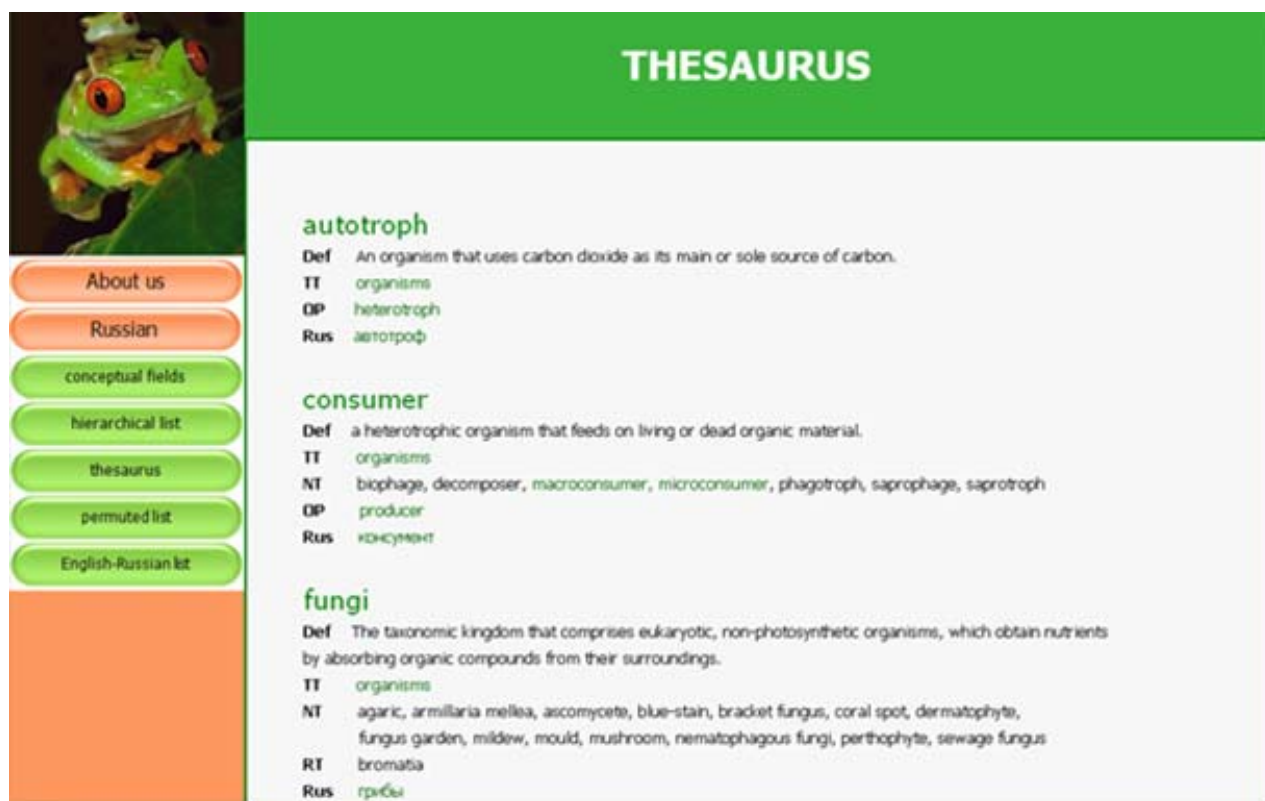 THESAURUS
About us
Russian
conceptual fields
hierarchical list
thesaurus
permuted list
English-Russian list
autotroph
Def An organism that uses carbon dioxide as its main or sole source of carbon.
TT organisms
OP heterotroph
Rus автотроф
consumer
Def a heterotrophic organism that feeds on living or dead organic material.
TT organisms
NT biophage, decomposer, macroconsumer, microconsumer, phagotroph, saprophage, saprotroph
OP producer
Rus консумент
fungi
Def The taxonomic kingdom that comprises eukaryotic, non-photosynthetic organisms, which obtain nutrients
by absorbing organic compounds from their surroundings.
TT organisms
NT agaric, armillaria mellea, ascomycete, blue-stain, bracket fungus, coral spot, dermatophyte,
fungus garden, mildew, mould, mushroom, nematophagous fungi, perthophyte, sewage fungus
RT bromatia
Rus грибы